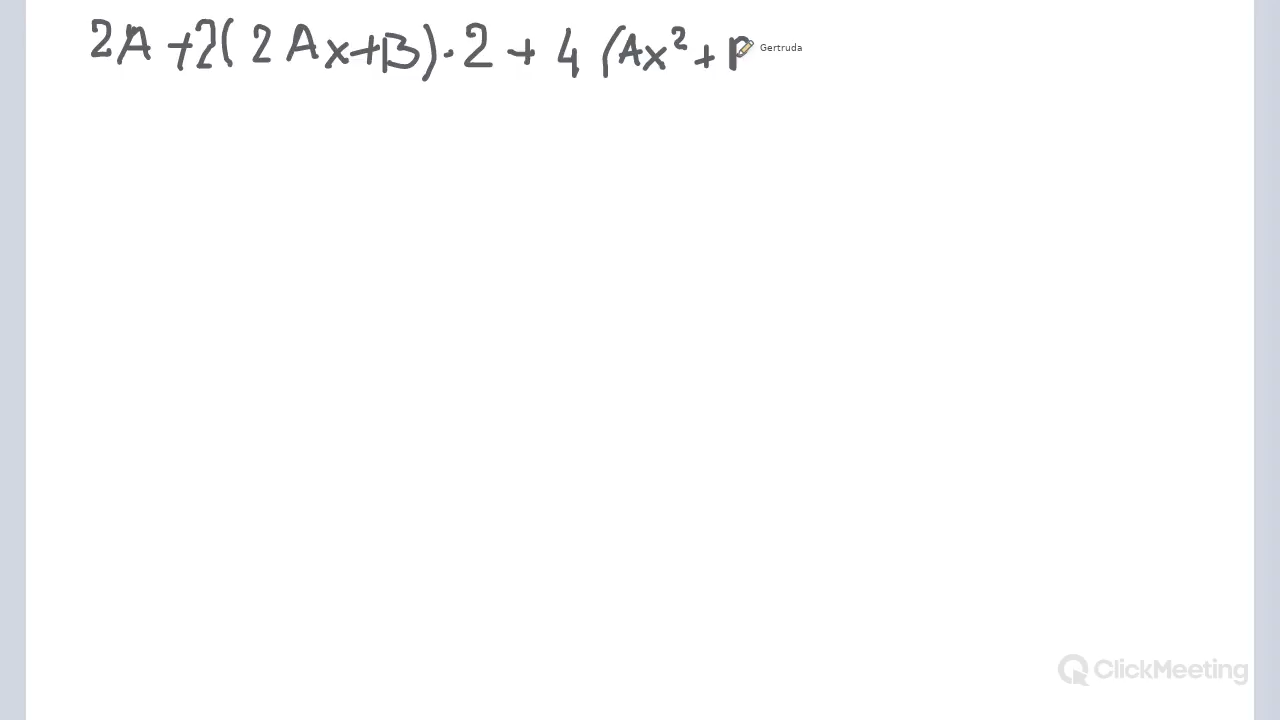 2A + 2(2Ax+B)·2 + 4(Ax² +
Gertruda
ClickMeeting